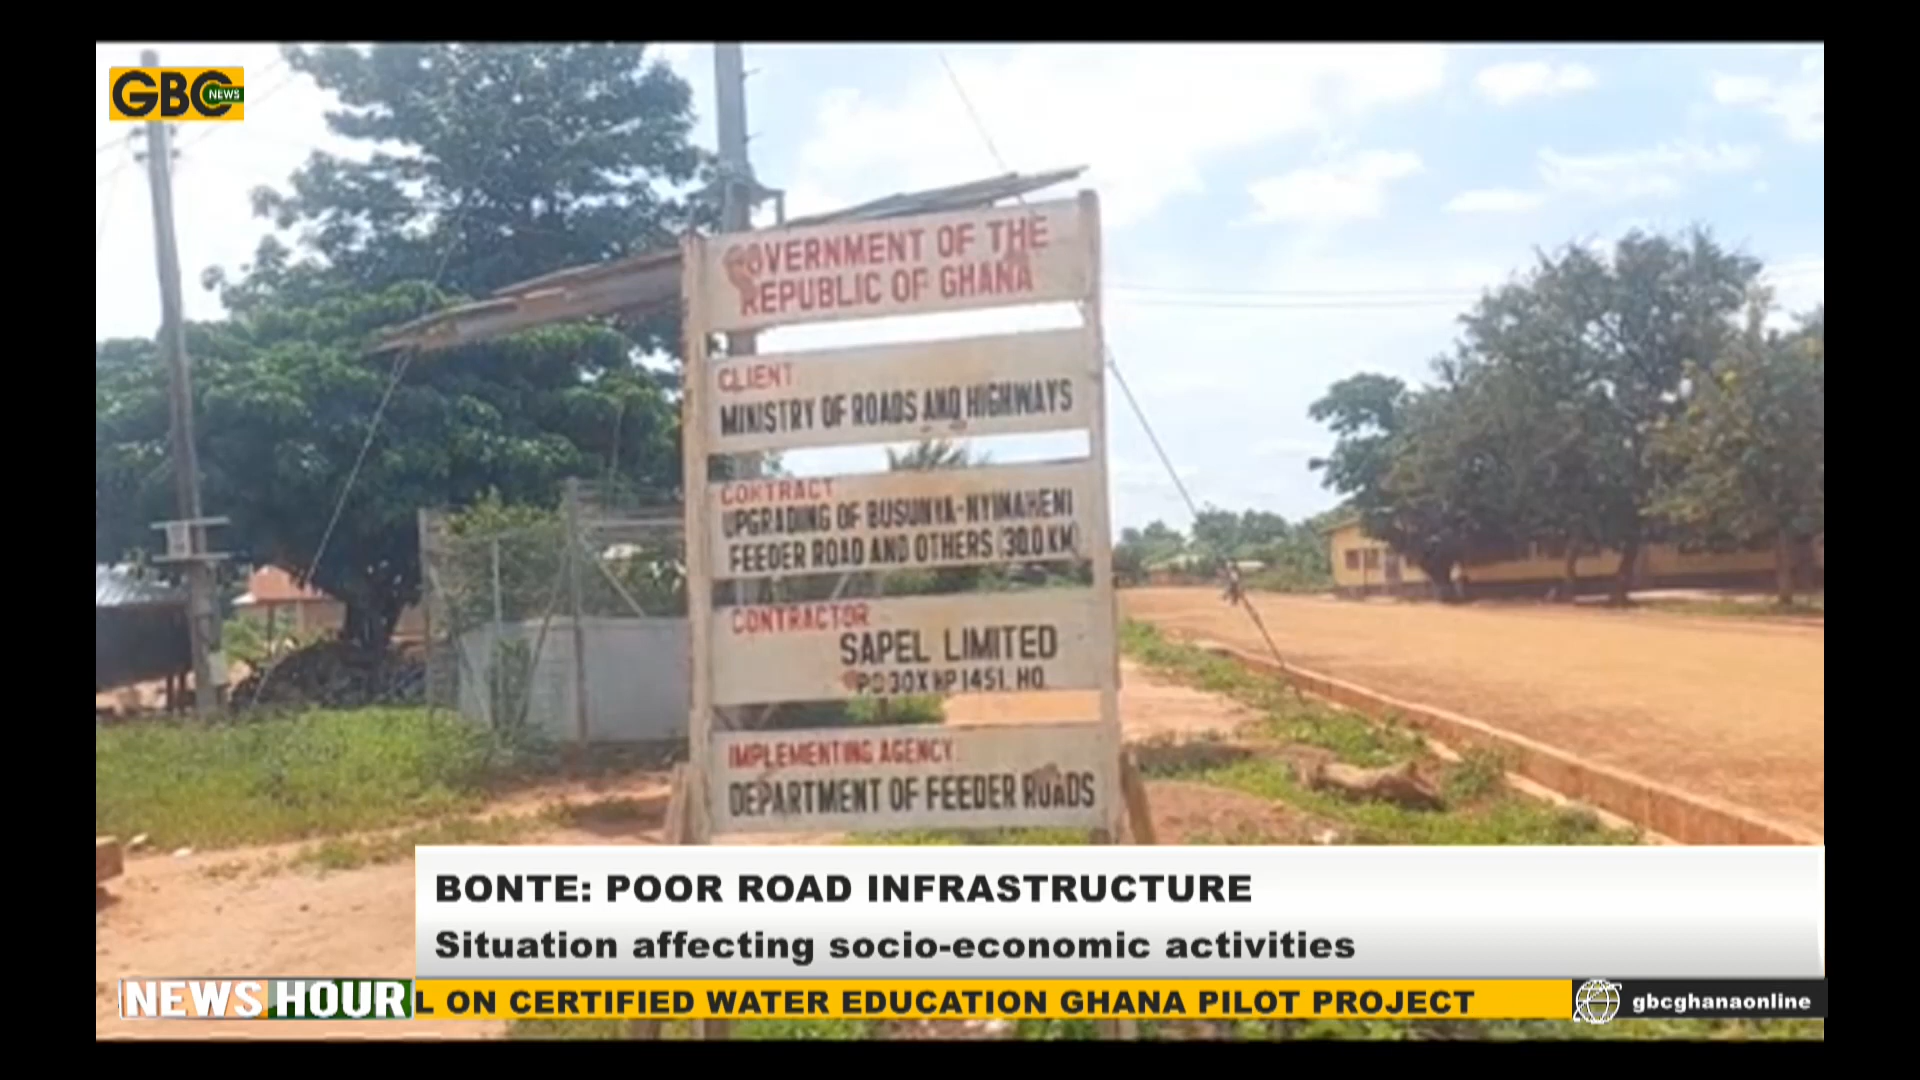 GBC NEWS
GOVERNMENT OF THE
REPUBLIC OF GHANA
CLIENT
MINISTRY OF ROADS AND HIGHWAYS
CONTRACT
UPGRADING OF BUSUNYA-NYINAHENI
FEEDER ROAD AND OTHERS (30.0 KM)
CONTRACTOR
SAPEL LIMITED
1451, HO
IMPLEMENTING AGENCY
DEPARTMENT OF FEEDER ROADS
BONTE: POOR ROAD INFRASTRUCTURE
Situation affecting socio-economic activities
NEWS HOUR
L ON CERTIFIED WATER EDUCATION GHANA PILOT PROJECT
gbcghanaonline